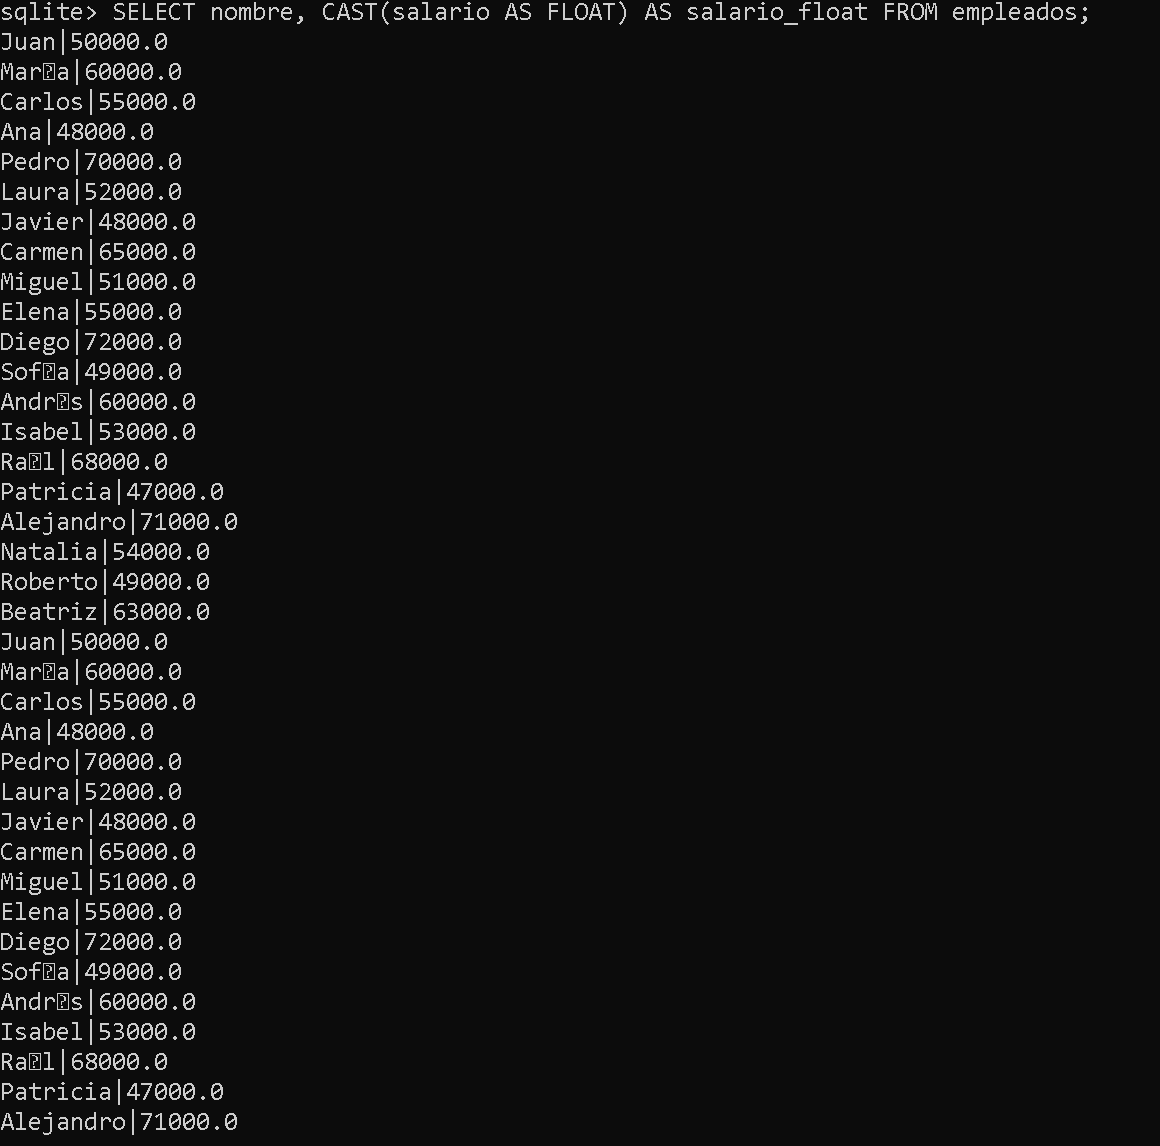 sqlite> SELECT nombre, CAST(salario AS FLOAT) AS salario_float FROM empleados;
Juan|50000.0
Mar�a|60000.0
Carlos|55000.0
Ana|48000.0
Pedro|70000.0
Laura|52000.0
Javier|48000.0
Carmen|65000.0
Miguel|51000.0
Elena|55000.0
Diego|72000.0
Sof�a|49000.0
Andr�s|60000.0
Isabel|53000.0
Ra�l|68000.0
Patricia|47000.0
Alejandro|71000.0
Natalia|54000.0
Roberto|49000.0
Beatriz|63000.0
Juan|50000.0
Mar�a|60000.0
Carlos|55000.0
Ana|48000.0
Pedro|70000.0
Laura|52000.0
Javier|48000.0
Carmen|65000.0
Miguel|51000.0
Elena|55000.0
Diego|72000.0
Sof�a|49000.0
Andr�s|60000.0
Isabel|53000.0
Ra�l|68000.0
Patricia|47000.0
Alejandro|71000.0